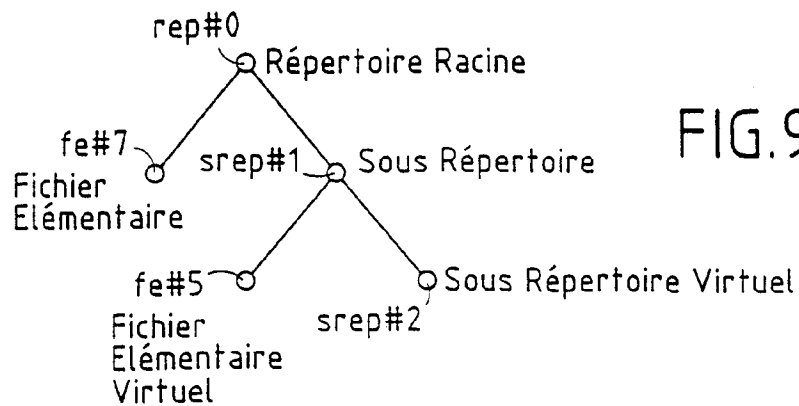 rep#0
Répertoire Racine
FIG.9
fe#7
Fichier
Elémentaire
srep#1
Sous Répertoire
fe#5
Fichier
Elémentaire
Virtuel
srep#2
Sous Répertoire Virtuel